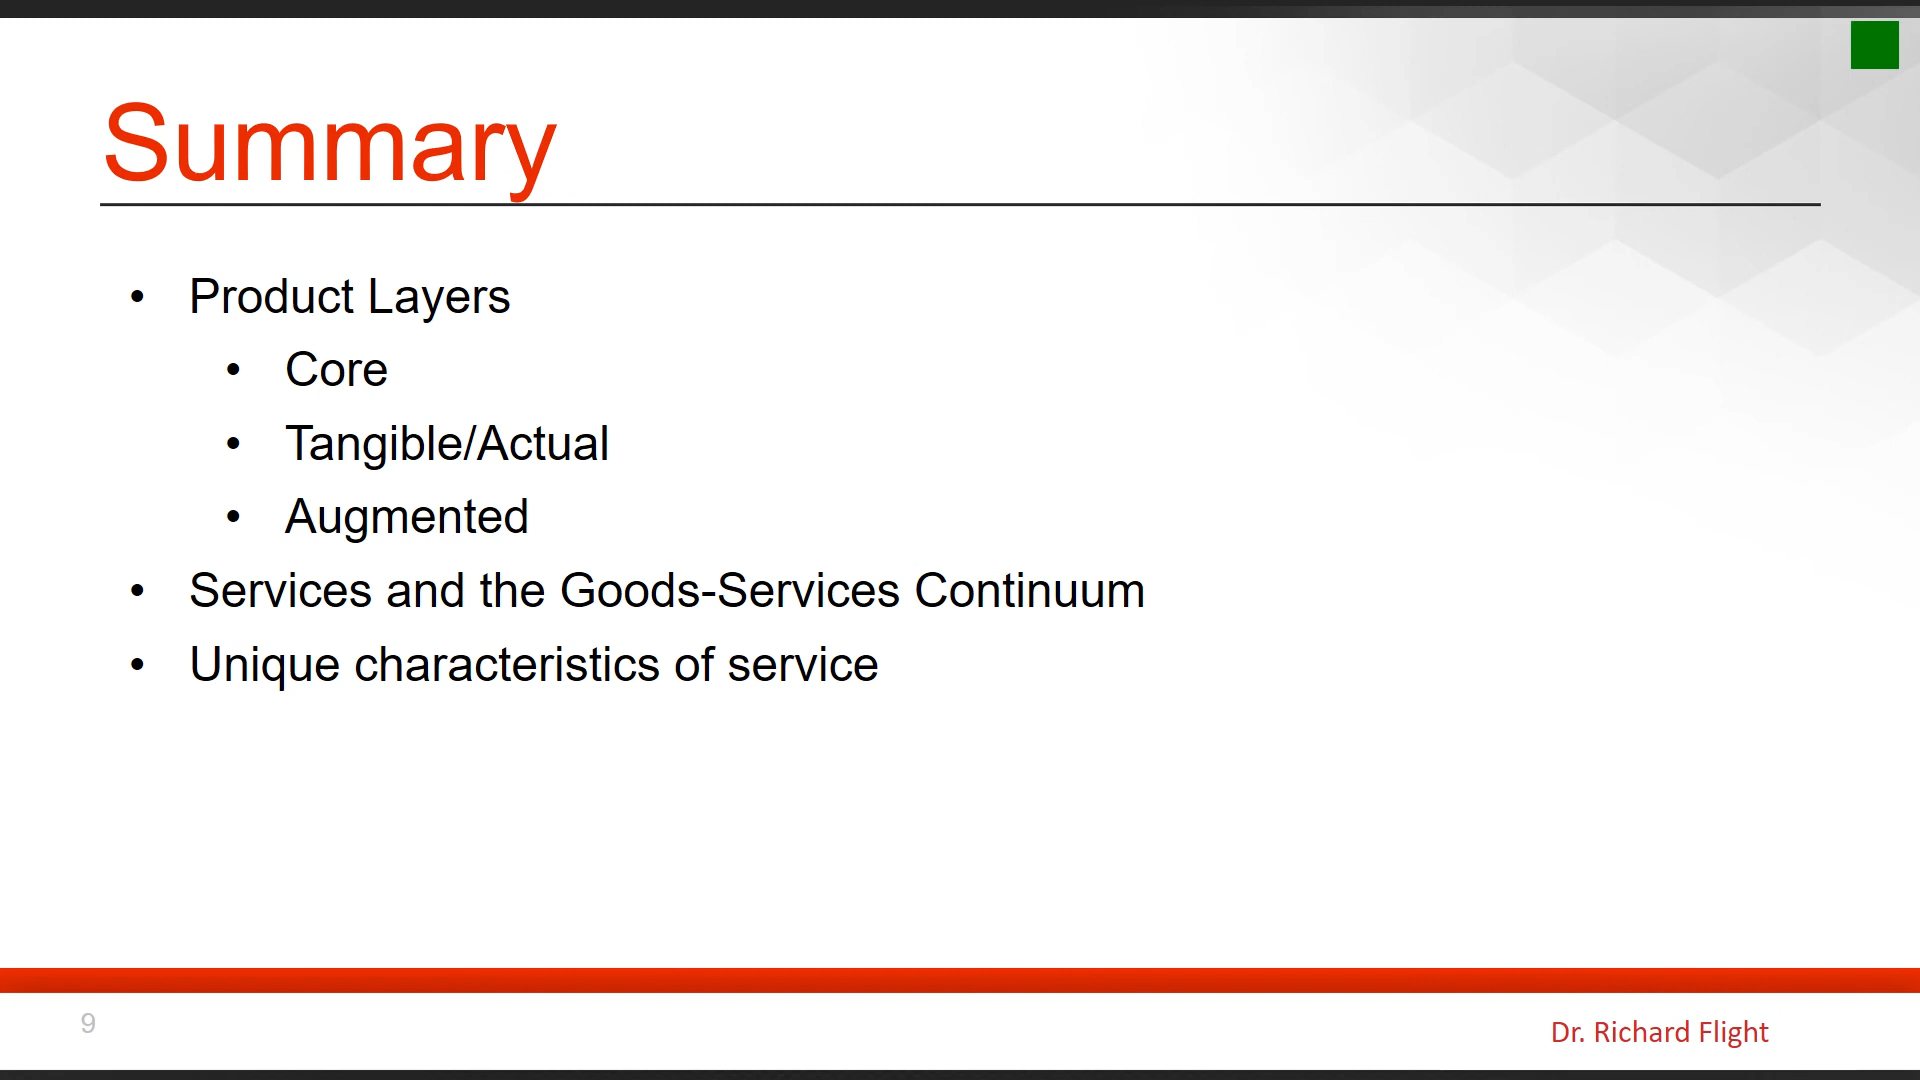 Summary
• Product Layers
• Core
• Tangible/Actual
• Augmented
• Services and the Goods-Services Continuum
• Unique characteristics of service
9
Dr. Richard Flight